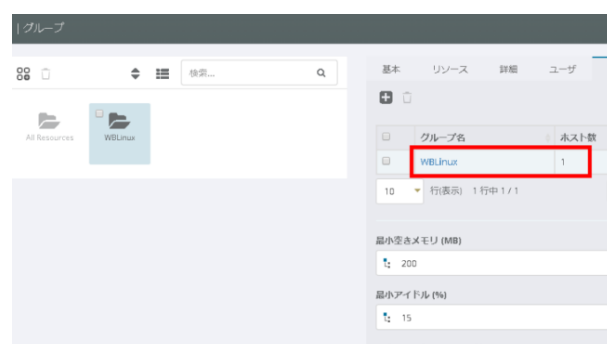 | グループ
検索...
All Resources
WBLinux
基本 リソース 詳細 ユーザ
グループ名 ホスト数
WBLinux 1
10 行(表示) 1 行中 1 / 1
最小空きメモリ (MB)
200
最小アイドル (%)
15